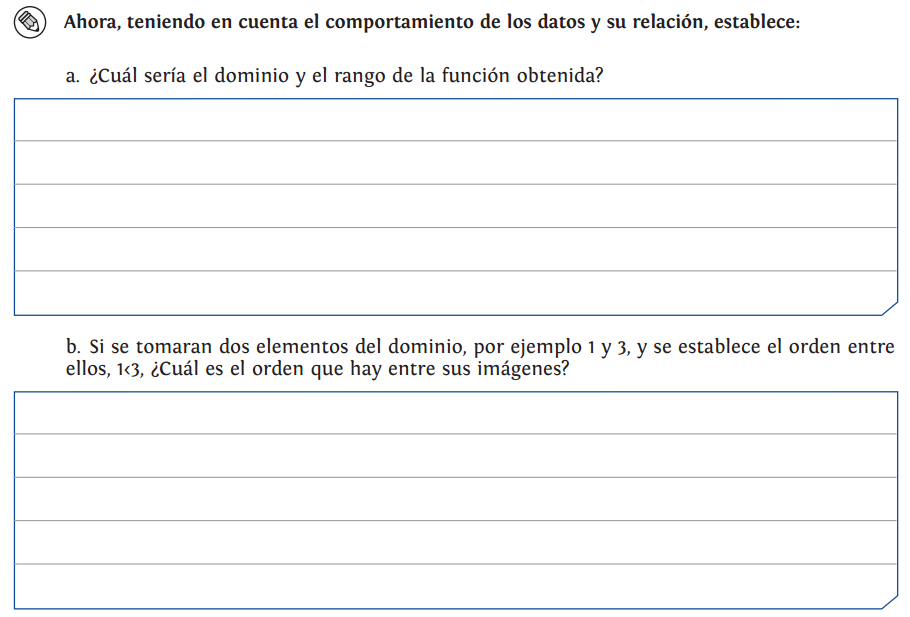 Ahora, teniendo en cuenta el comportamiento de los datos y su relación, establece:
a. ¿Cuál sería el dominio y el rango de la función obtenida?
b. Si se tomaran dos elementos del dominio, por ejemplo 1 y 3, y se establece el orden entre
ellos, 1<3, ¿Cuál es el orden que hay entre sus imágenes?